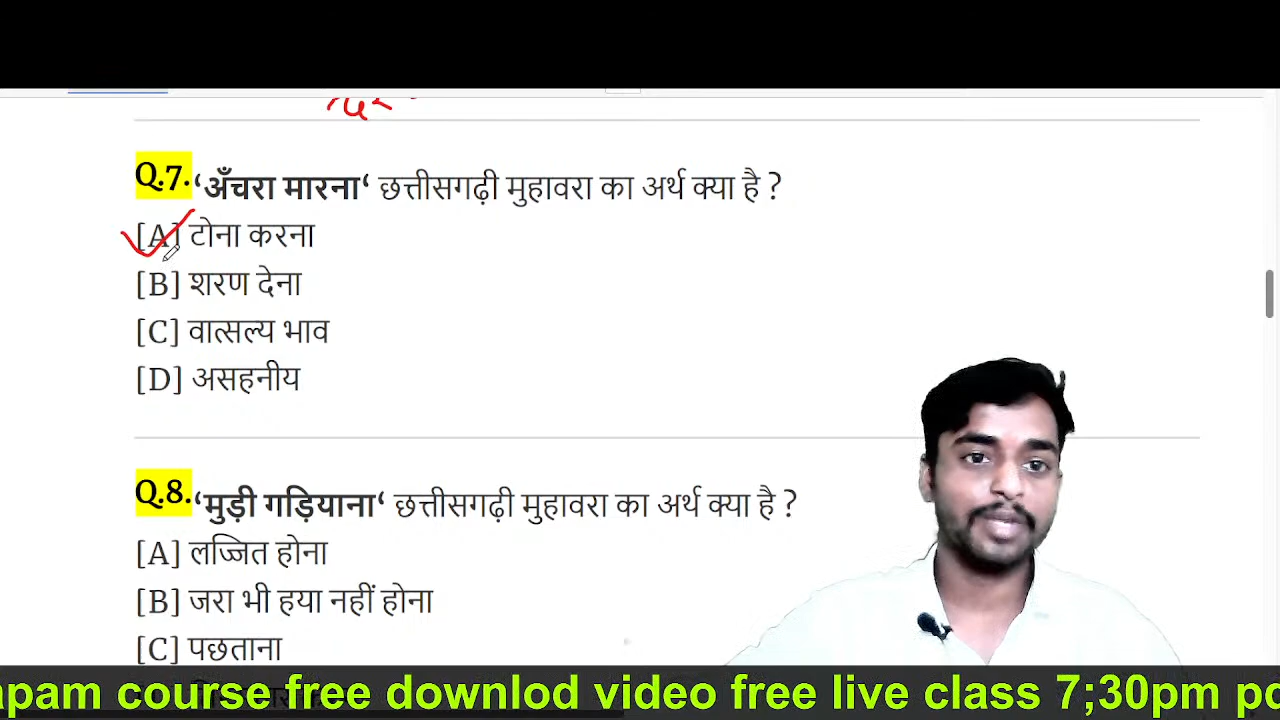 Q.7. ‘अँचरा मारना‘ छत्तीसगढ़ी मुहावरा का अर्थ क्या है ?
[A] टोना करना
[B] शरण देना
[C] वात्सल्य भाव
[D] असहनीय
Q.8. ‘मुड़ी गड़ियाना‘ छत्तीसगढ़ी मुहावरा का अर्थ क्या है ?
[A] लज्जित होना
[B] जरा भी हया नहीं होना
[C] पछताना
apam course free downlod video free live class 7;30pm